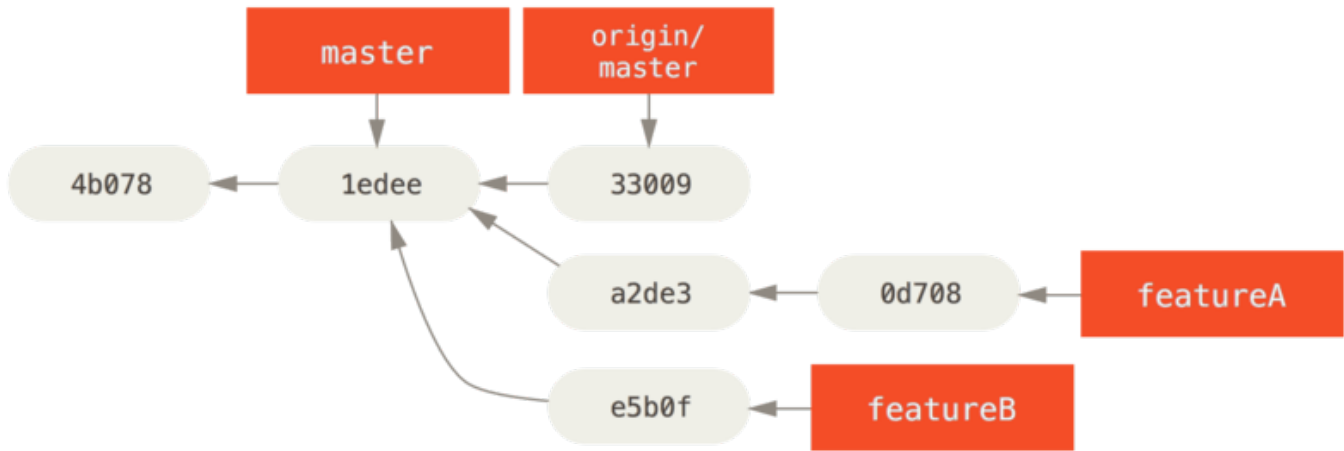 master
origin/
master
4b078
1edee
33009
a2de3
0d708
featureA
e5b0f
featureB